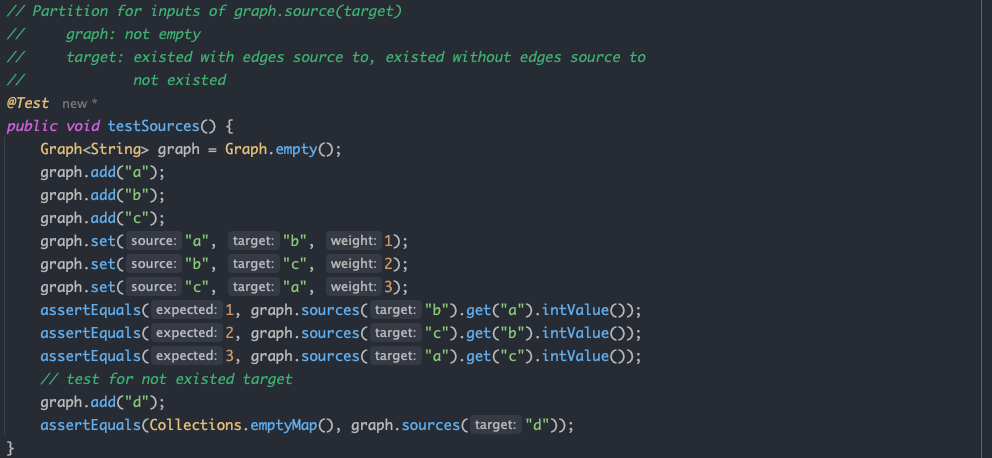 // Partition for inputs of graph.source(target)
//     graph: not empty
//     target: existed with edges source to, existed without edges source to
//             not existed
@Test  new *
public void testSources() {
    Graph<String> graph = Graph.empty();
    graph.add("a");
    graph.add("b");
    graph.add("c");
    graph.set( source: "a",  target: "b",  weight: 1);
    graph.set( source: "b",  target: "c",  weight: 2);
    graph.set( source: "c",  target: "a",  weight: 3);
    assertEquals( expected: 1, graph.sources( target: "b").get("a").intValue());
    assertEquals( expected: 2, graph.sources( target: "c").get("b").intValue());
    assertEquals( expected: 3, graph.sources( target: "a").get("c").intValue());
    // test for not existed target
    graph.add("d");
    assertEquals(Collections.emptyMap(), graph.sources( target: "d"));
}